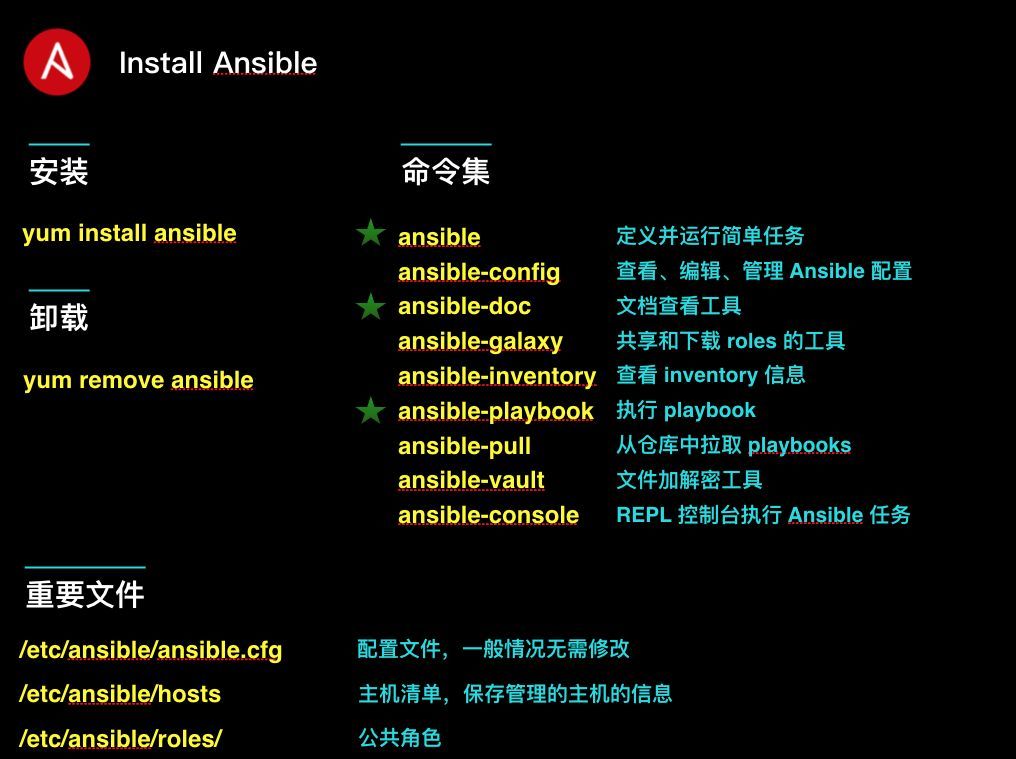 Install Ansible
安装
yum install ansible
卸载
yum remove ansible
命令集
ansible 定义并运行简单任务
ansible-config 查看、编辑、管理 Ansible 配置
ansible-doc 文档查看工具
ansible-galaxy 共享和下载 roles 的工具
ansible-inventory 查看 inventory 信息
ansible-playbook 执行 playbook
ansible-pull 从仓库中拉取 playbooks
ansible-vault 文件加解密工具
ansible-console REPL 控制台执行 Ansible 任务
重要文件
/etc/ansible/ansible.cfg 配置文件，一般情况无需修改
/etc/ansible/hosts 主机清单，保存管理的主机的信息
/etc/ansible/roles/ 公共角色